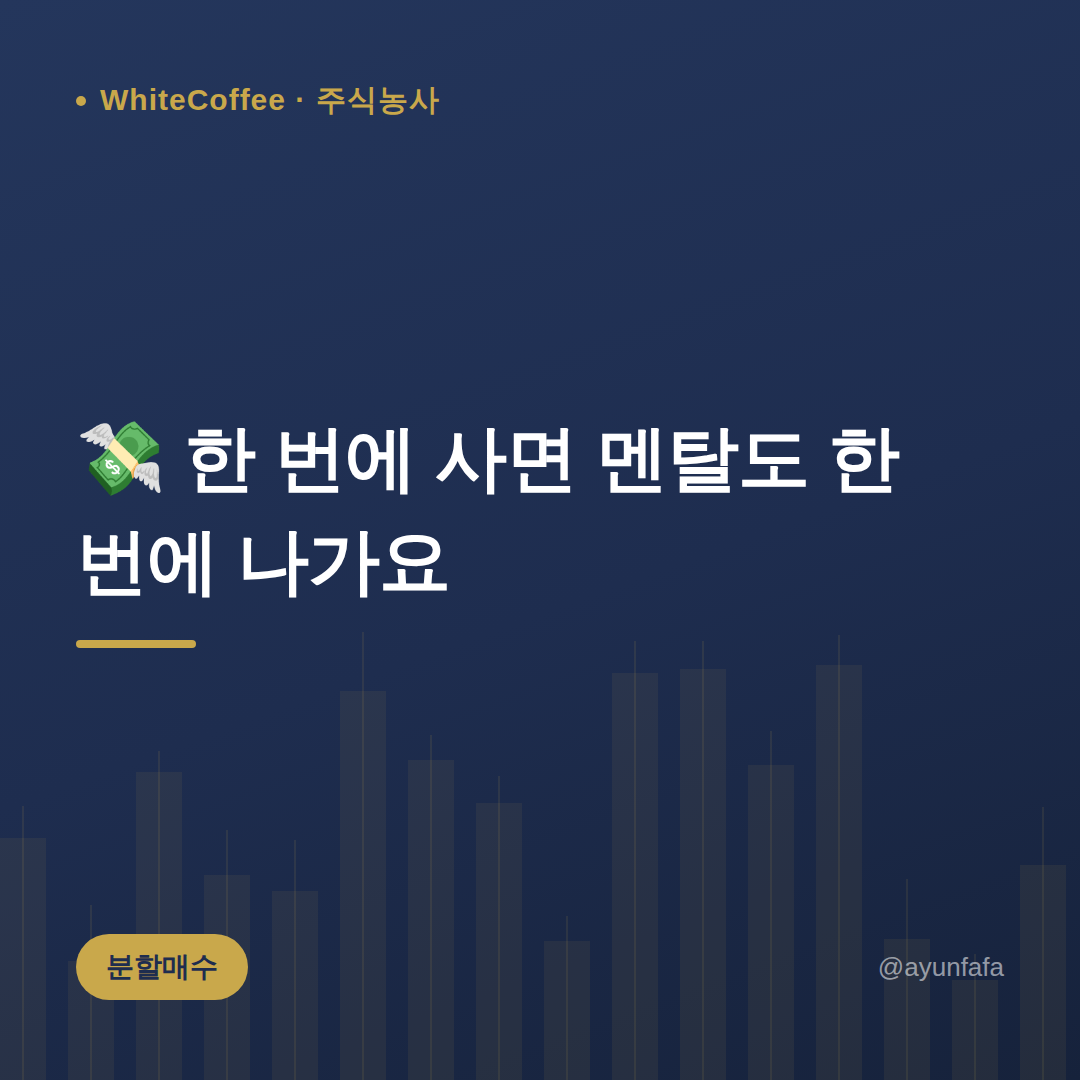 WhiteCoffee · 주식농사
💸 한 번에 사면 멘탈도 한
번에 나가요
분할매수
@ayunfafa